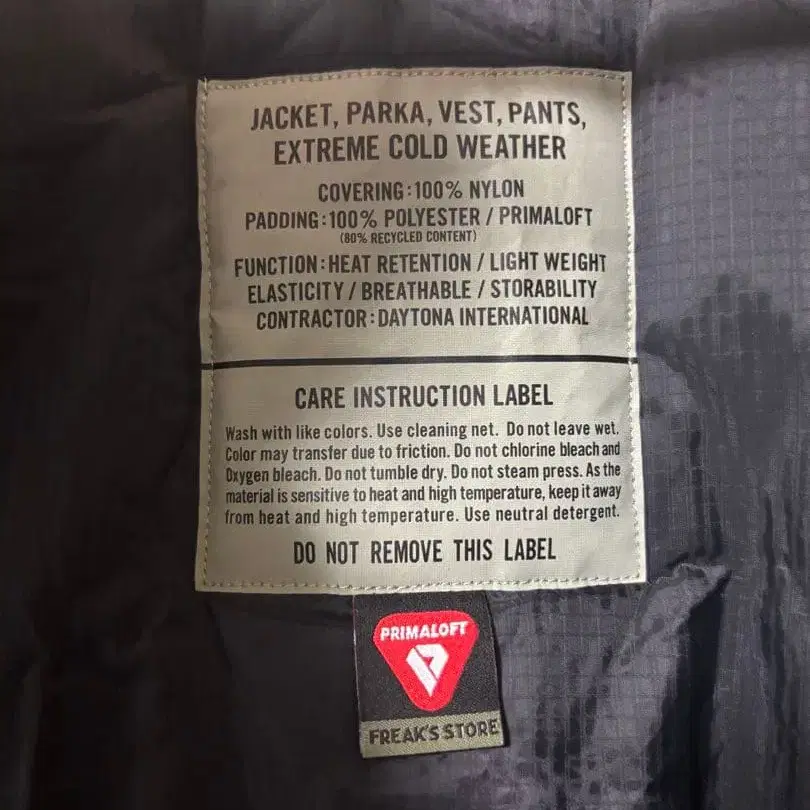 JACKET, PARKA, VEST, PANTS,
EXTREME COLD WEATHER
COVERING:100% NYLON
PADDING:100% POLYESTER / PRIMALOFT
(80% RECYCLED CONTENT)
FUNCTION:HEAT RETENTION / LIGHT WEIGHT
ELASTICITY / BREATHABLE / STORABILITY
CONTRACTOR:DAYTONA INTERNATIONAL
CARE INSTRUCTION LABEL
Wash with like colors. Use cleaning net. Do not leave wet.
Color may transfer due to friction. Do not chlorine bleach and
Oxygen bleach. Do not tumble dry. Do not steam press. As the
material is sensitive to heat and high temperature, keep it away
from heat and high temperature. Use neutral detergent.
DO NOT REMOVE THIS LABEL
PRIMALOFT
FREAK'S STORE